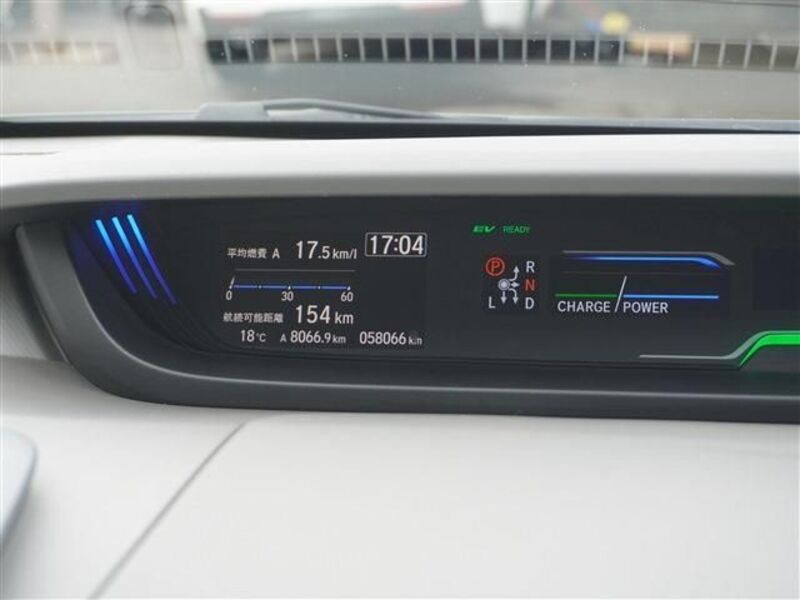 平均燃費 A 17.5 km/l 17:04
0 30 60
航続可能距離 154 km
18℃ A 8066.9 km 058066 km
EV READY
P R
N
L D
CHARGE POWER